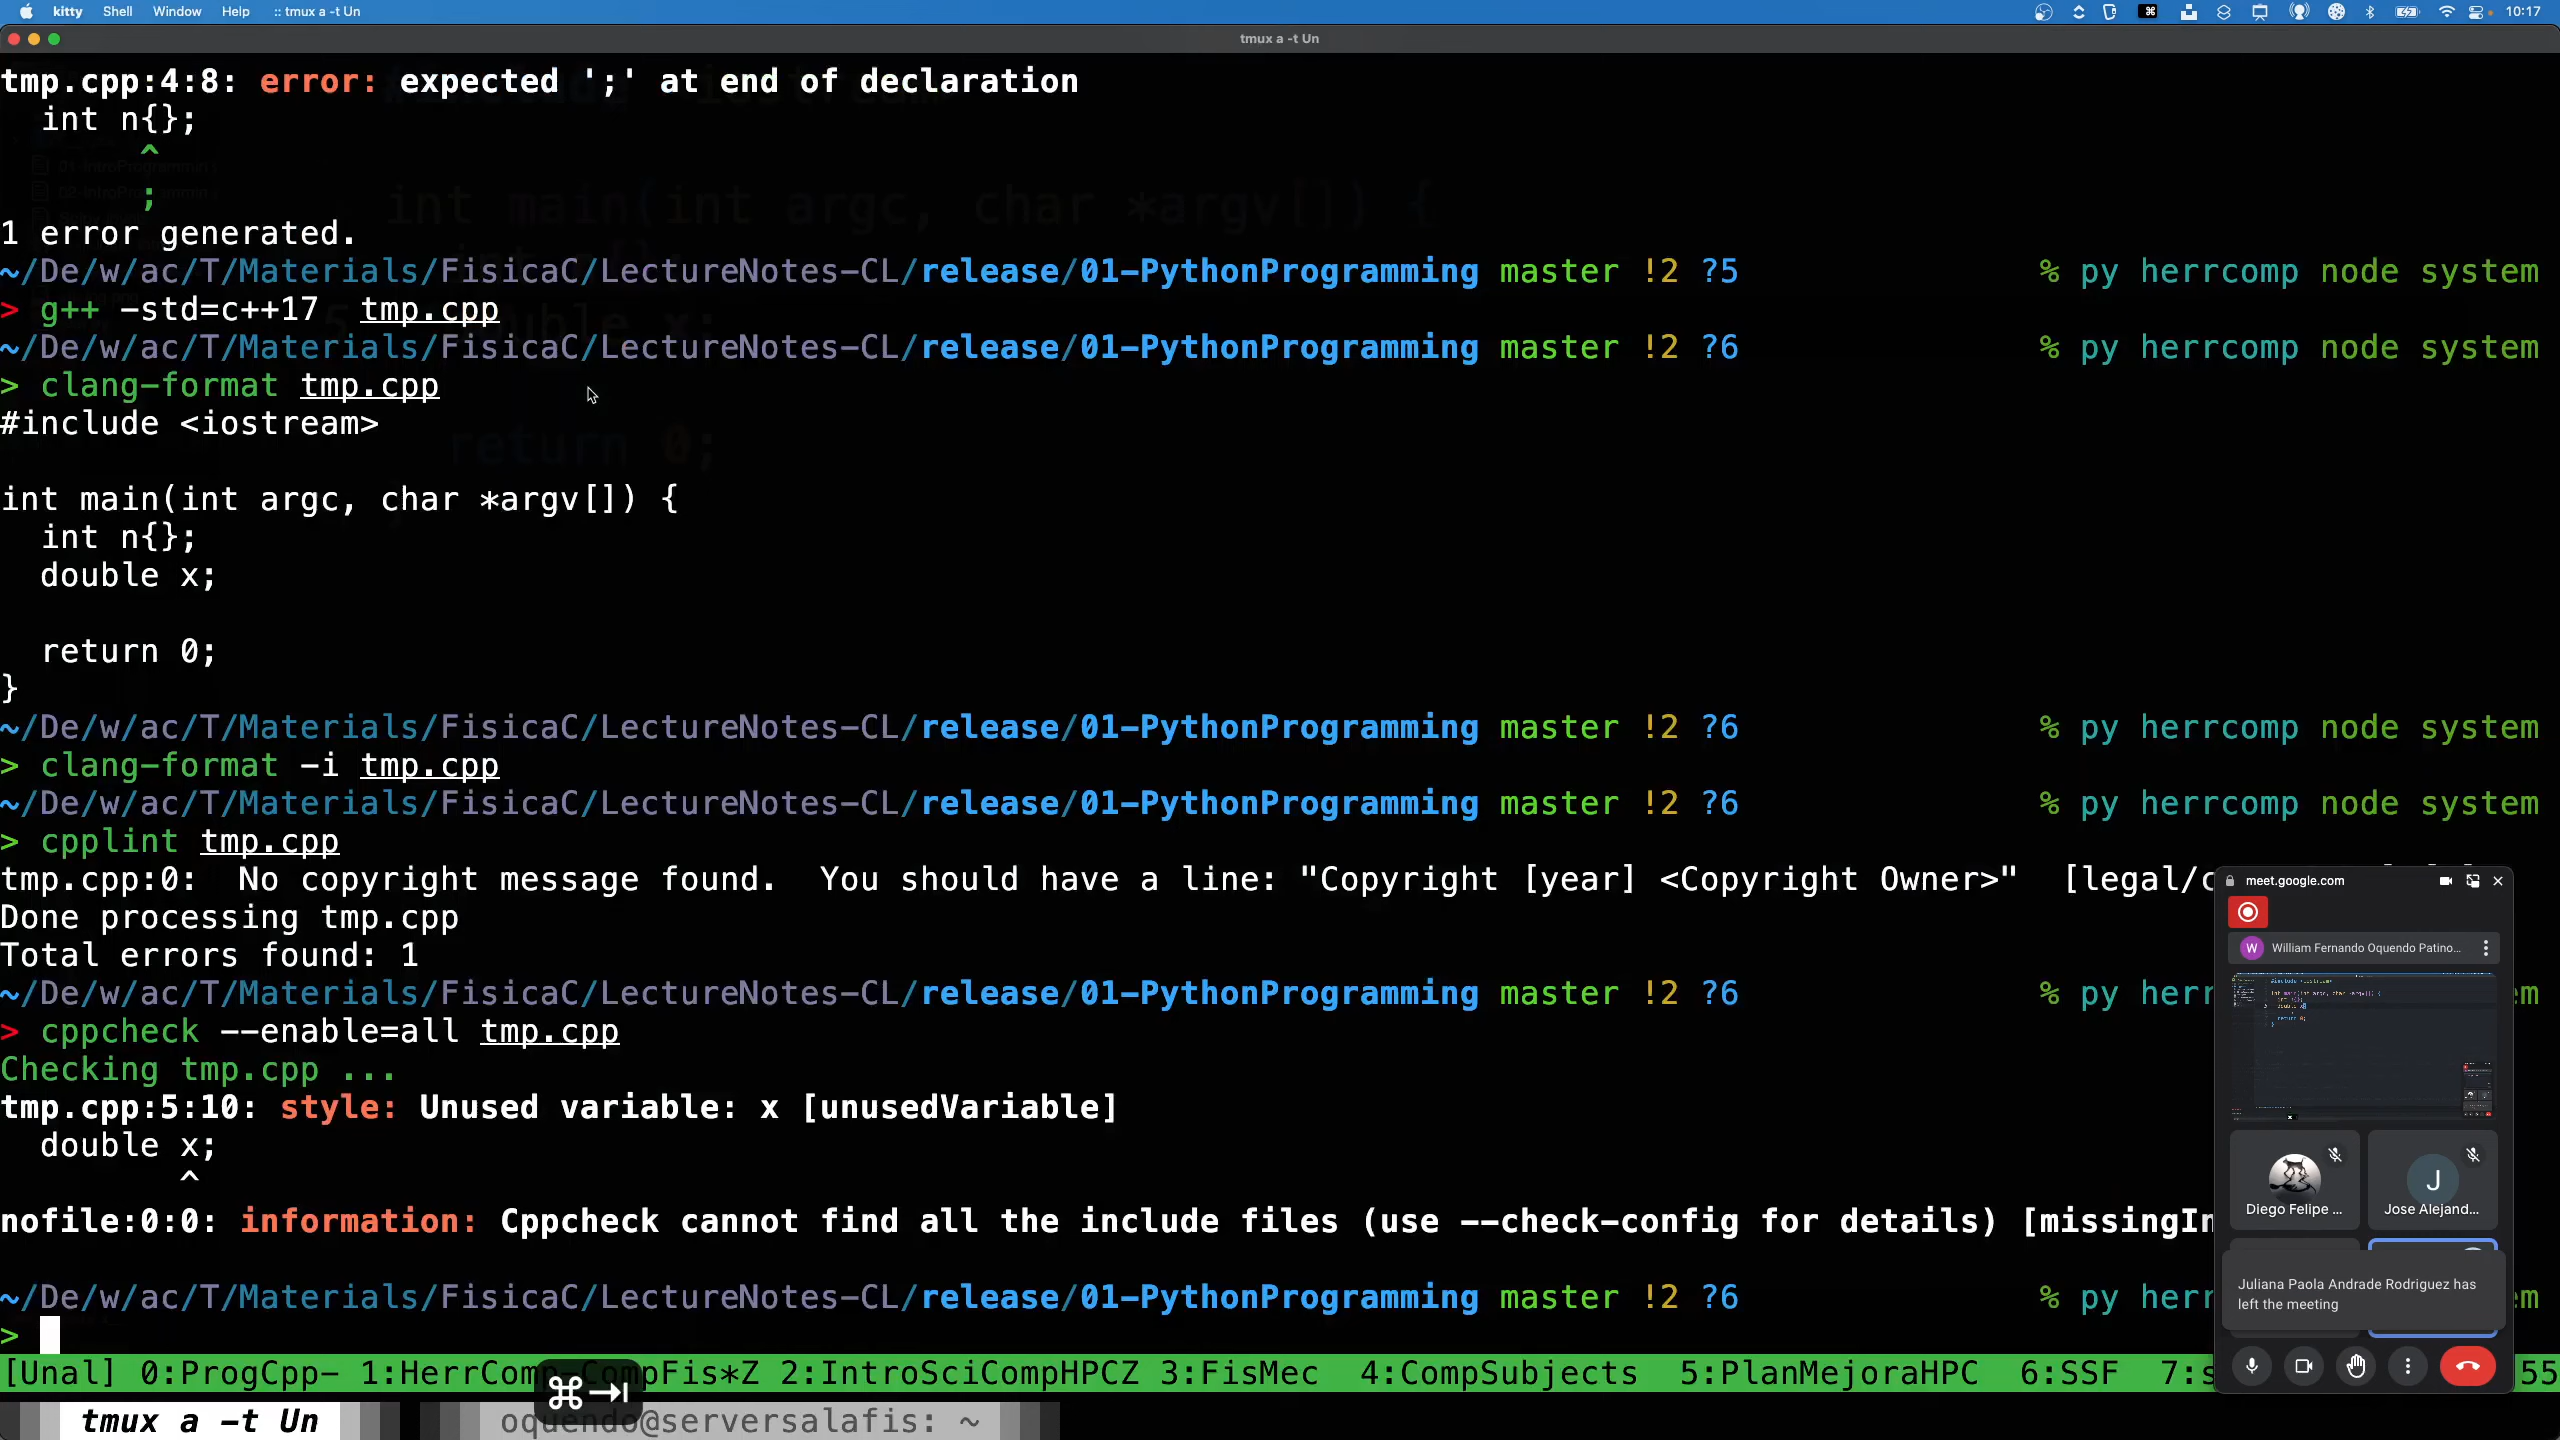 kitty Shell Window Help :: tmux a -t Un 10:17
tmux a -t Un
tmp.cpp:4:8: error: expected ';' at end of declaration
int n{};
^
;
1 error generated.
~/De/w/ac/T/Materials/FisicaC/LectureNotes-CL/release/01-PythonProgramming master !2 ?5 % py herrcomp node system
> g++ -std=c++17 tmp.cpp
~/De/w/ac/T/Materials/FisicaC/LectureNotes-CL/release/01-PythonProgramming master !2 ?6 % py herrcomp node system
> clang-format tmp.cpp
#include <iostream>
int main(int argc, char *argv[]) {
int n{};
double x;
return 0;
}
~/De/w/ac/T/Materials/FisicaC/LectureNotes-CL/release/01-PythonProgramming master !2 ?6 % py herrcomp node system
> clang-format -i tmp.cpp
~/De/w/ac/T/Materials/FisicaC/LectureNotes-CL/release/01-PythonProgramming master !2 ?6 % py herrcomp node system
> cpplint tmp.cpp
tmp.cpp:0: No copyright message found. You should have a line: "Copyright [year] <Copyright Owner>" [legal/c
Done processing tmp.cpp
Total errors found: 1
~/De/w/ac/T/Materials/FisicaC/LectureNotes-CL/release/01-PythonProgramming master !2 ?6 % py herr m
> cppcheck --enable=all tmp.cpp
Checking tmp.cpp ...
tmp.cpp:5:10: style: Unused variable: x [unusedVariable]
double x;
^
nofile:0:0: information: Cppcheck cannot find all the include files (use --check-config for details) [missingIn
~/De/w/ac/T/Materials/FisicaC/LectureNotes-CL/release/01-PythonProgramming master !2 ?6 % py herr m
>
[Unal] 0:ProgCpp- 1:HerrComp-CompFis*Z 2:IntroSciCompHPCZ 3:FisMec 4:CompSubjects 5:PlanMejoraHPC 6:SSF 7:s 55
⌘⇥
tmux a -t Un oquendo@serversalafis: ~
meet.google.com
W William Fernando Oquendo Patino...
Diego Felipe ...
J
Jose Alejand...
Juliana Paola Andrade Rodriguez has
left the meeting